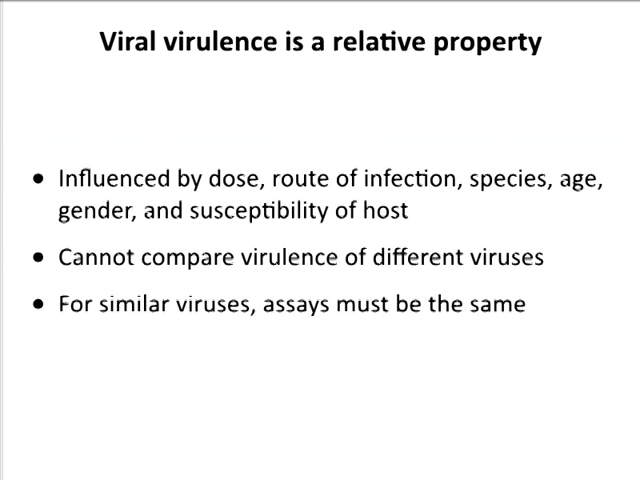 Viral virulence is a relative property
● Influenced by dose, route of infection, species, age,
gender, and susceptibility of host
● Cannot compare virulence of different viruses
● For similar viruses, assays must be the same